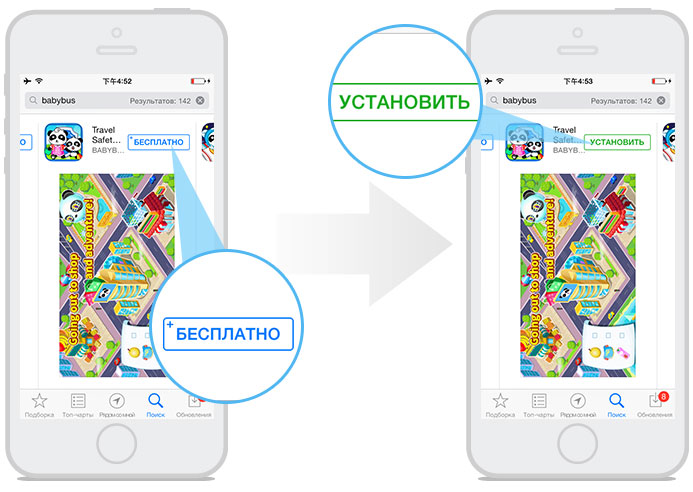 下午4:52
babybus
Результатов: 142
Travel
Safet...
BABYB...
+ БЕСПЛАТНО
Going out to shop
and adventure!
+ БЕСПЛАТНО
Подборка
Топ-чарты
Рядом со мной
Поиск
Обновления
УСТАНОВИТЬ
下午4:53
babybus
Результатов: 142
Travel
Safet...
BABYB...
УСТАНОВИТЬ
Going out to shop
and adventure!
Подборка
Топ-чарты
Рядом со мной
Поиск
Обновления
8